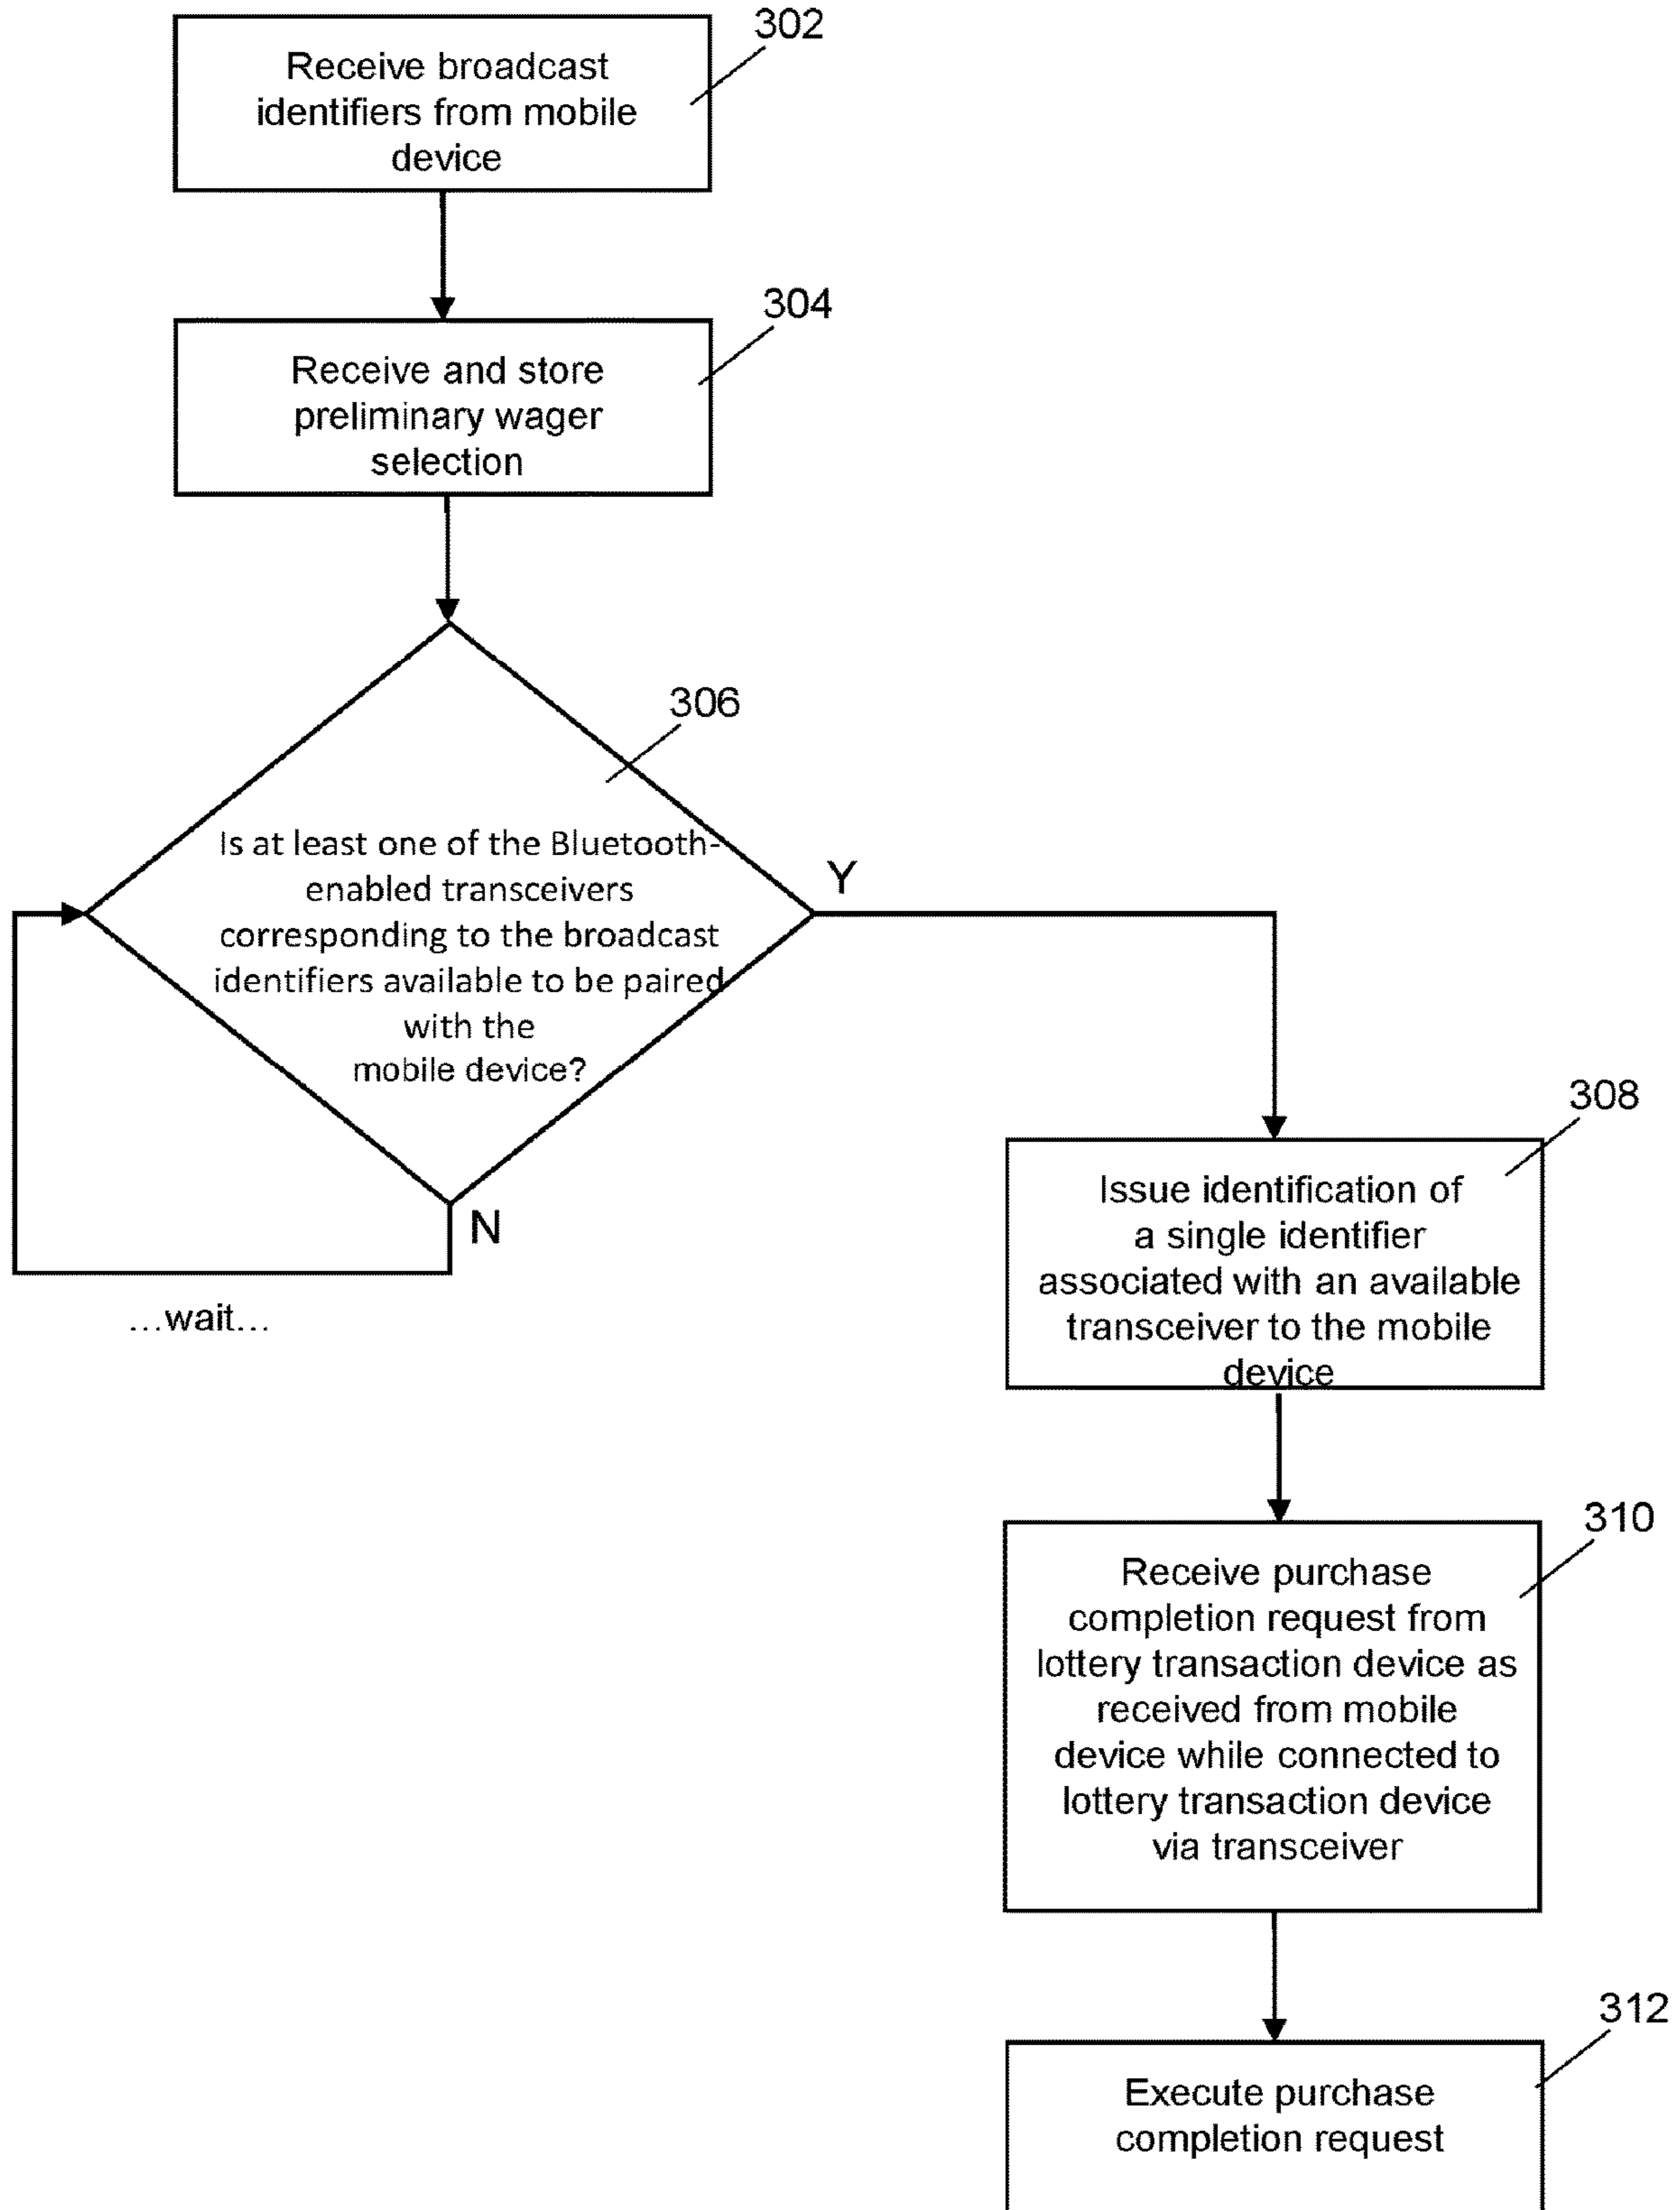 302
Receive broadcast
identifiers from mobile
device
304
Receive and store
preliminary wager
selection
306
Is at least one of the Bluetooth-
enabled transceivers
corresponding to the broadcast
identifiers available to be paired
with the
mobile device?
Y
N
...wait...
308
Issue identification of
a single identifier
associated with an available
transceiver to the mobile
device
310
Receive purchase
completion request from
lottery transaction device as
received from mobile
device while connected to
lottery transaction device
via transceiver
312
Execute purchase
completion request